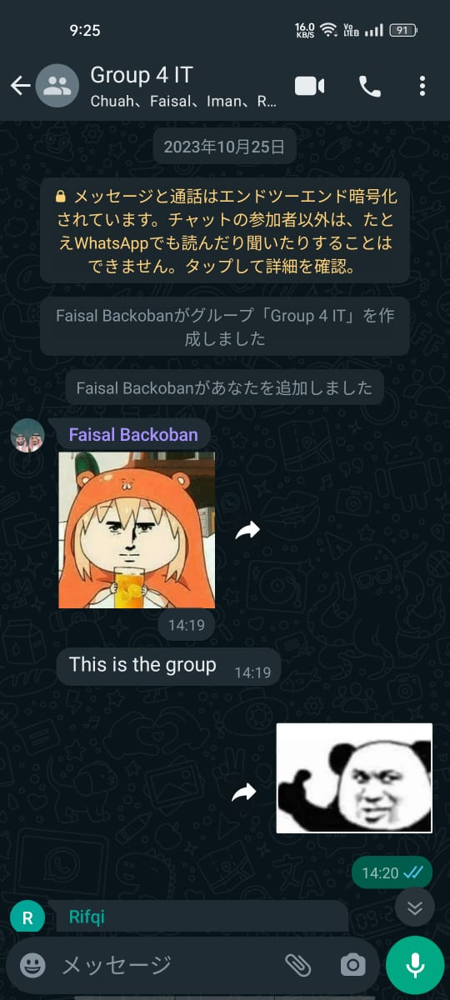 9:25
16.0 KB/S Vo LTE2 91
Group 4 IT
Chuah、Faisal、Iman、R…
2023年10月25日
メッセージと通話はエンドツーエンド暗号化
されています。チャットの参加者以外は、たと
えWhatsAppでも読んだり聞いたりすることは
できません。タップして詳細を確認。
Faisal Backobanがグループ「Group 4 IT」を作
成しました
Faisal Backobanがあなたを追加しました
Faisal Backoban
14:19
This is the group 14:19
14:20
R Rifqi
メッセージ